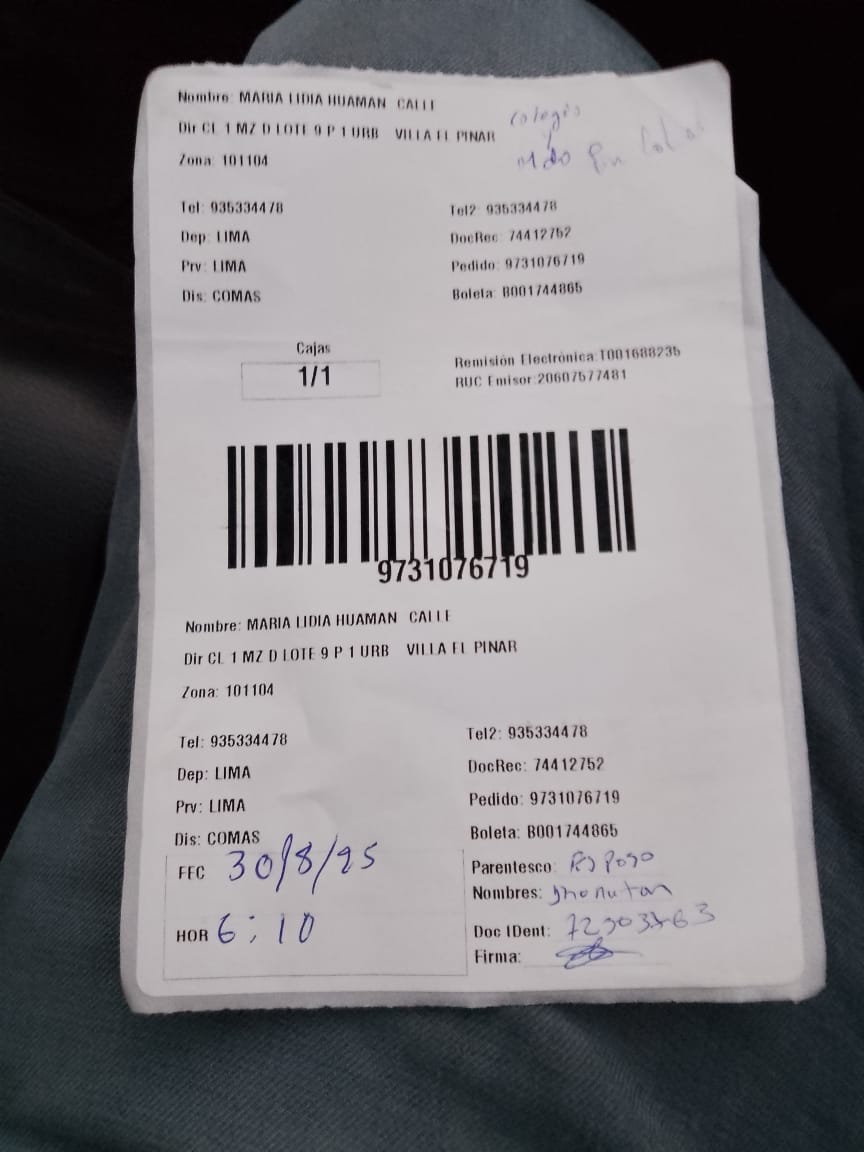 Nombre: MARIA LIDIA HUAMAN CALLE
Dir CL 1 MZ D LOTE 9 P 1 URB VILLA EL PINAR
Zona: 101104
colegio
y
Tel: 935334478 Tel2: 935334478
Dep: LIMA DocRec: 74412752
Prv: LIMA Pedido: 9731076719
Dis: COMAS Boleta: B001744865
Cajas
1/1
Remisión Electrónica:T001688235
RUC Emisor:20607577481
9731076719
Nombre: MARIA LIDIA HUAMAN CALLE
Dir CL 1 MZ D LOTE 9 P 1 URB VILLA EL PINAR
Zona: 101104
Tel: 935334478 Tel2: 935334478
Dep: LIMA DocRec: 74412752
Prv: LIMA Pedido: 9731076719
Dis: COMAS Boleta: B001744865
FEC 30/8/25 Parentesco: Esposo
Nombres: Jhonatan
HOR 6:10 Doc IDent:
Firma: